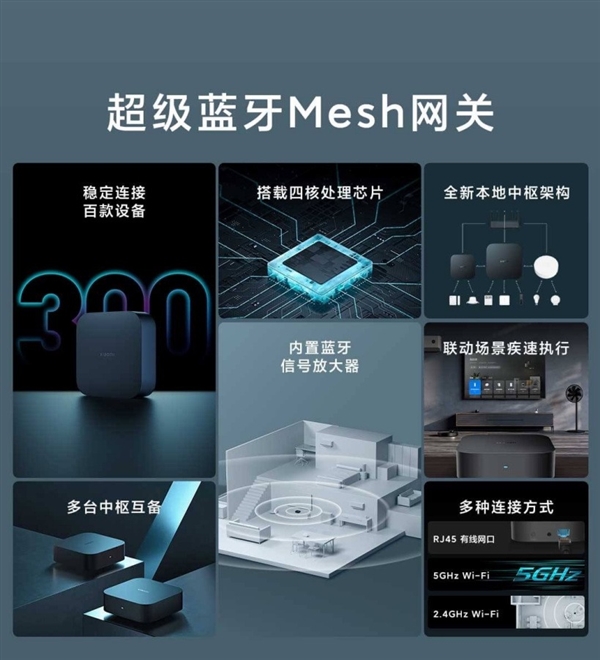 超级蓝牙Mesh网关
稳定连接
百款设备
300
搭载四核处理芯片
全新本地中枢架构
内置蓝牙
信号放大器
联动场景疾速执行
多台中枢互备
多种连接方式
RJ45 有线网口
5GHz Wi-Fi
5GHz
2.4GHz Wi-Fi